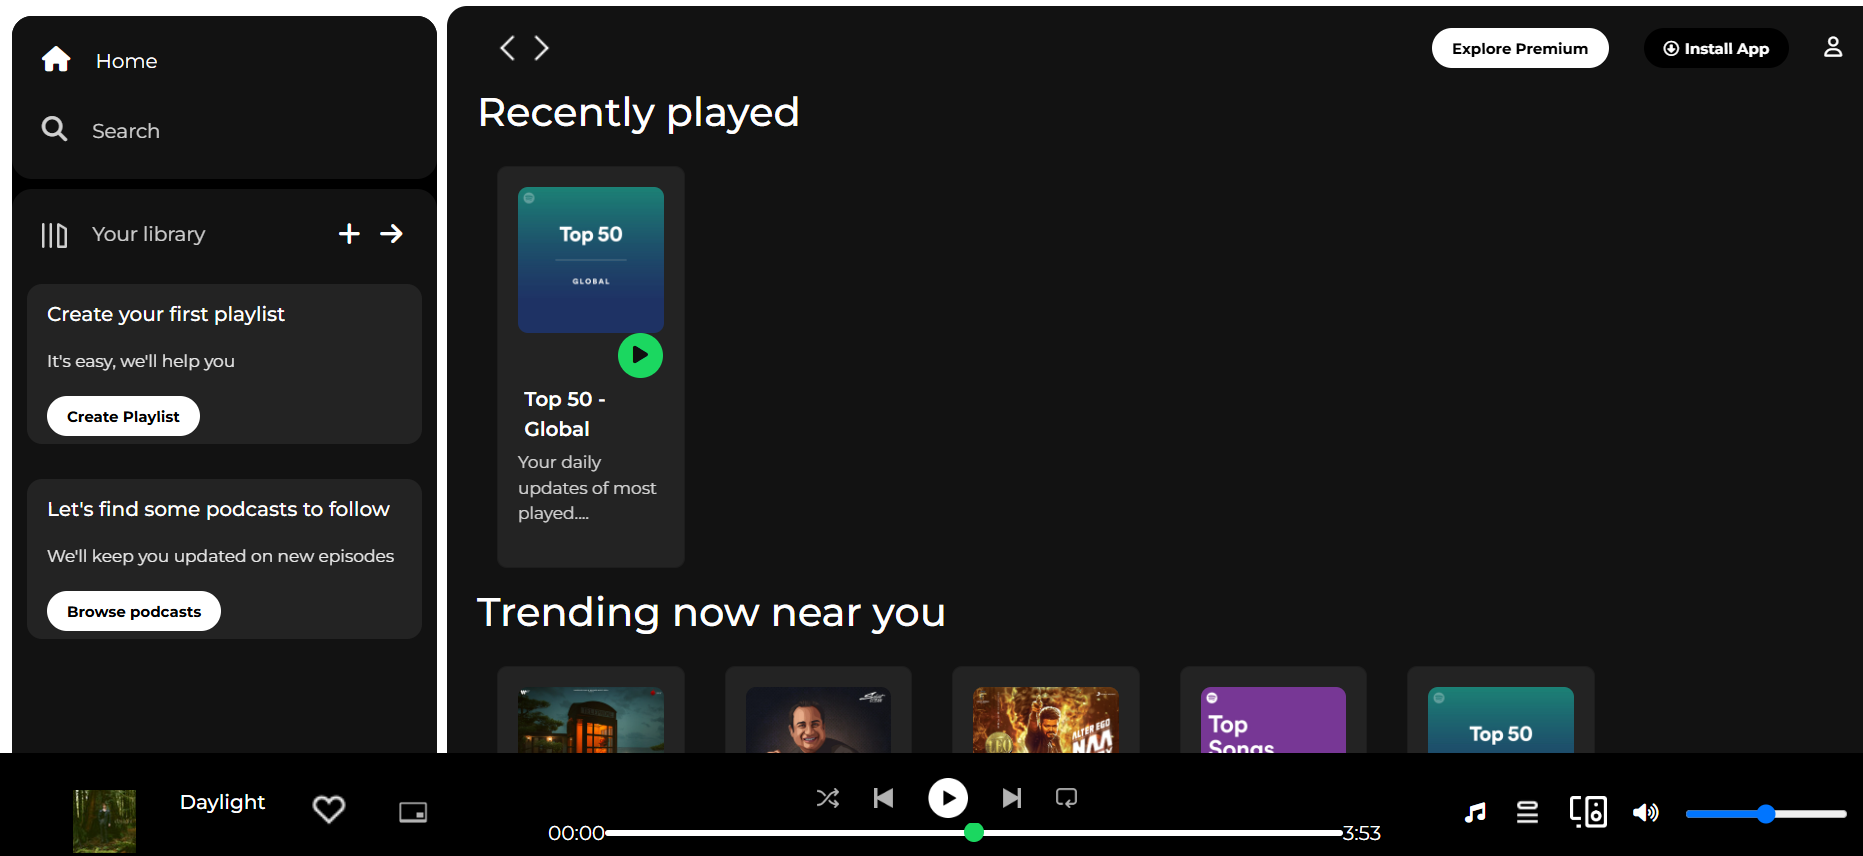 Home
Search
Your library
Create your first playlist
It's easy, we'll help you
Create Playlist
Let's find some podcasts to follow
We'll keep you updated on new episodes
Browse podcasts
Explore Premium
Install App
Recently played
Top 50
GLOBAL
Top 50 -
Global
Your daily
updates of most
played....
Trending now near you
ALTER EGO
NAA
Top
Songs
Top 50
Daylight
00:00
3:53